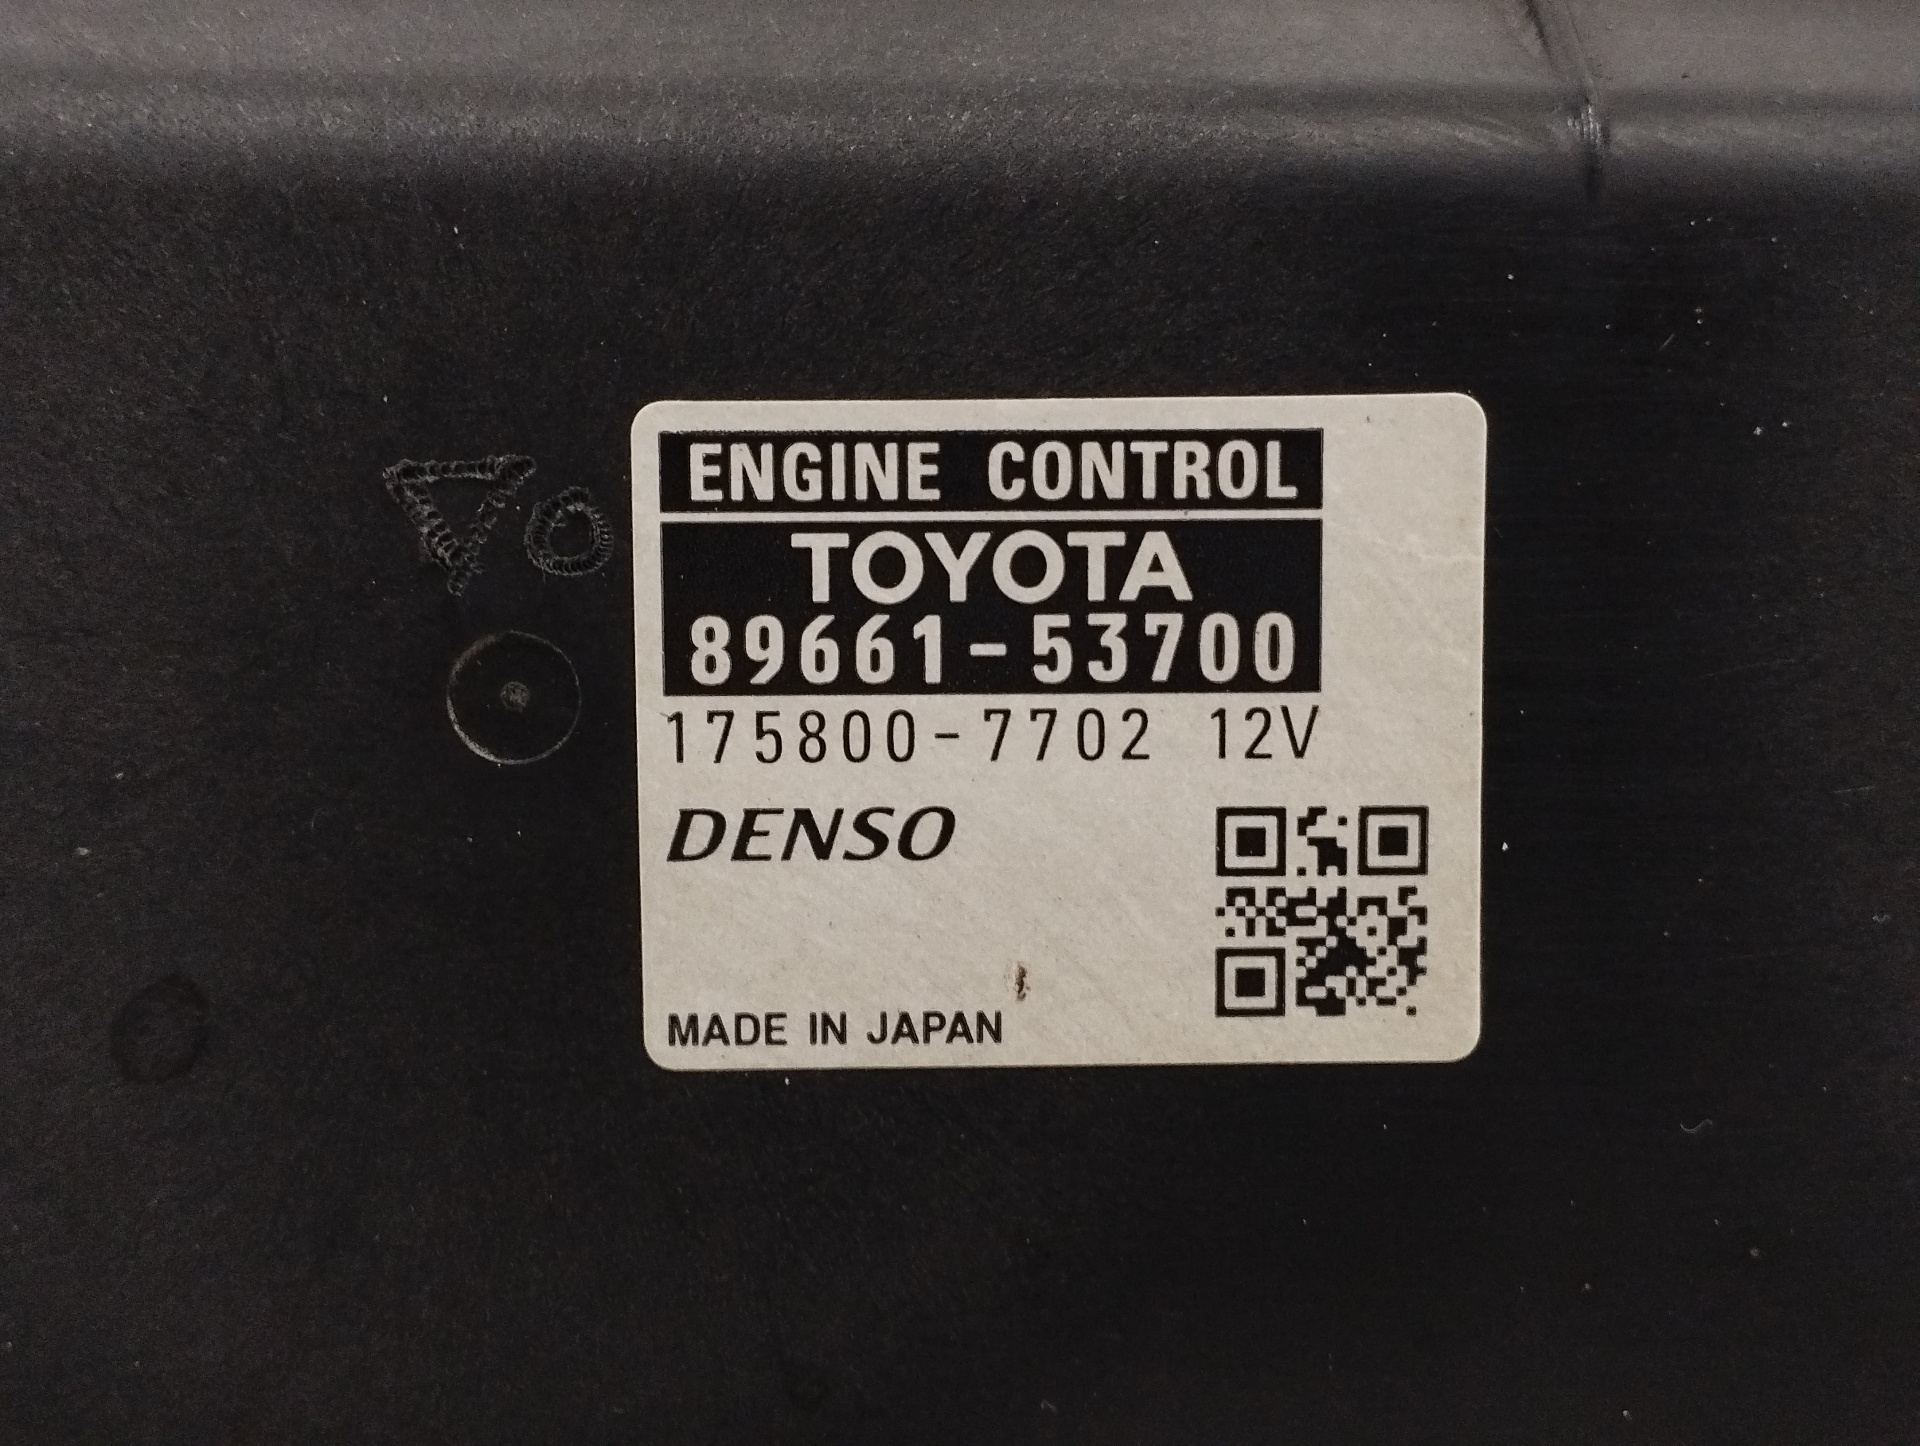 ENGINE CONTROL
TOYOTA
89661-53700
175800-7702 12V
DENSO
MADE IN JAPAN